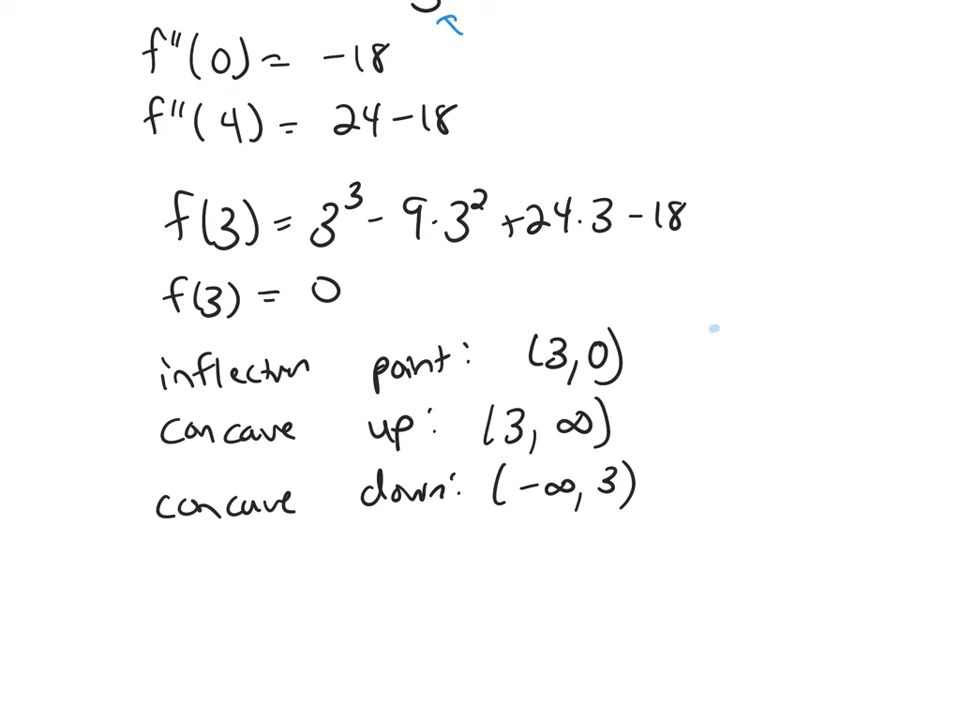 f''(0) = -18
f''(4) = 24-18
f(3) = 3³ - 9·3² +24·3 -18
f(3) = 0
inflection point: (3,0)
concave up: (3, ∞)
concave down: (-∞, 3)